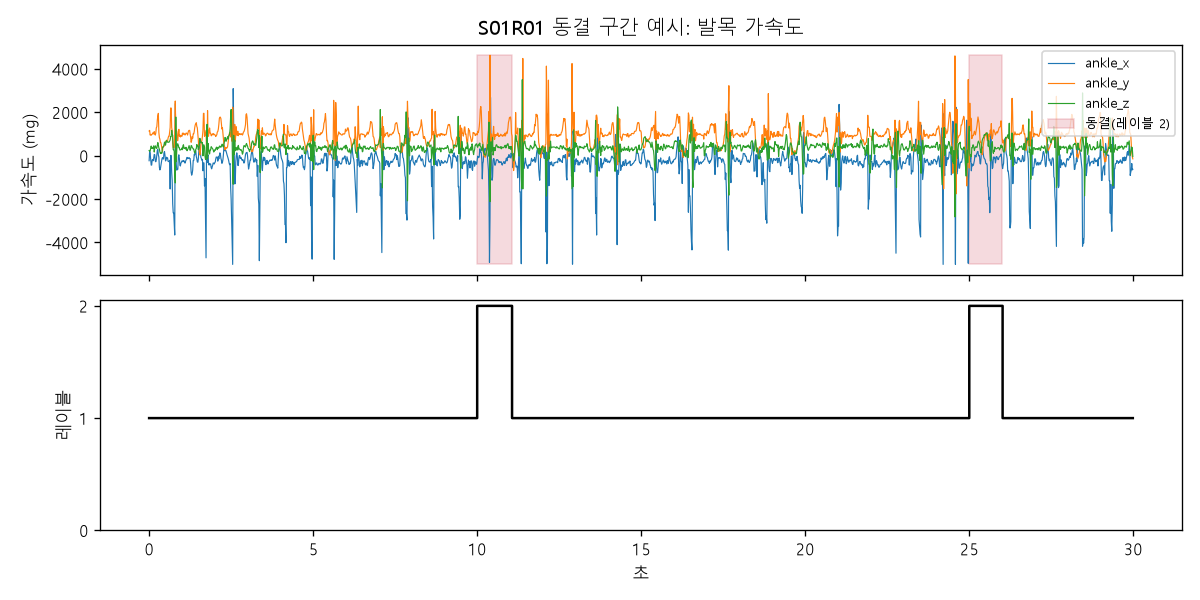 S01R01 동결 구간 예시: 발목 가속도
가속도 (mg)
4000
2000
0
-2000
-4000
ankle_x
ankle_y
ankle_z
동결(레이블 2)
레이블
2
1
0
0 5 10 15 20 25 30
초